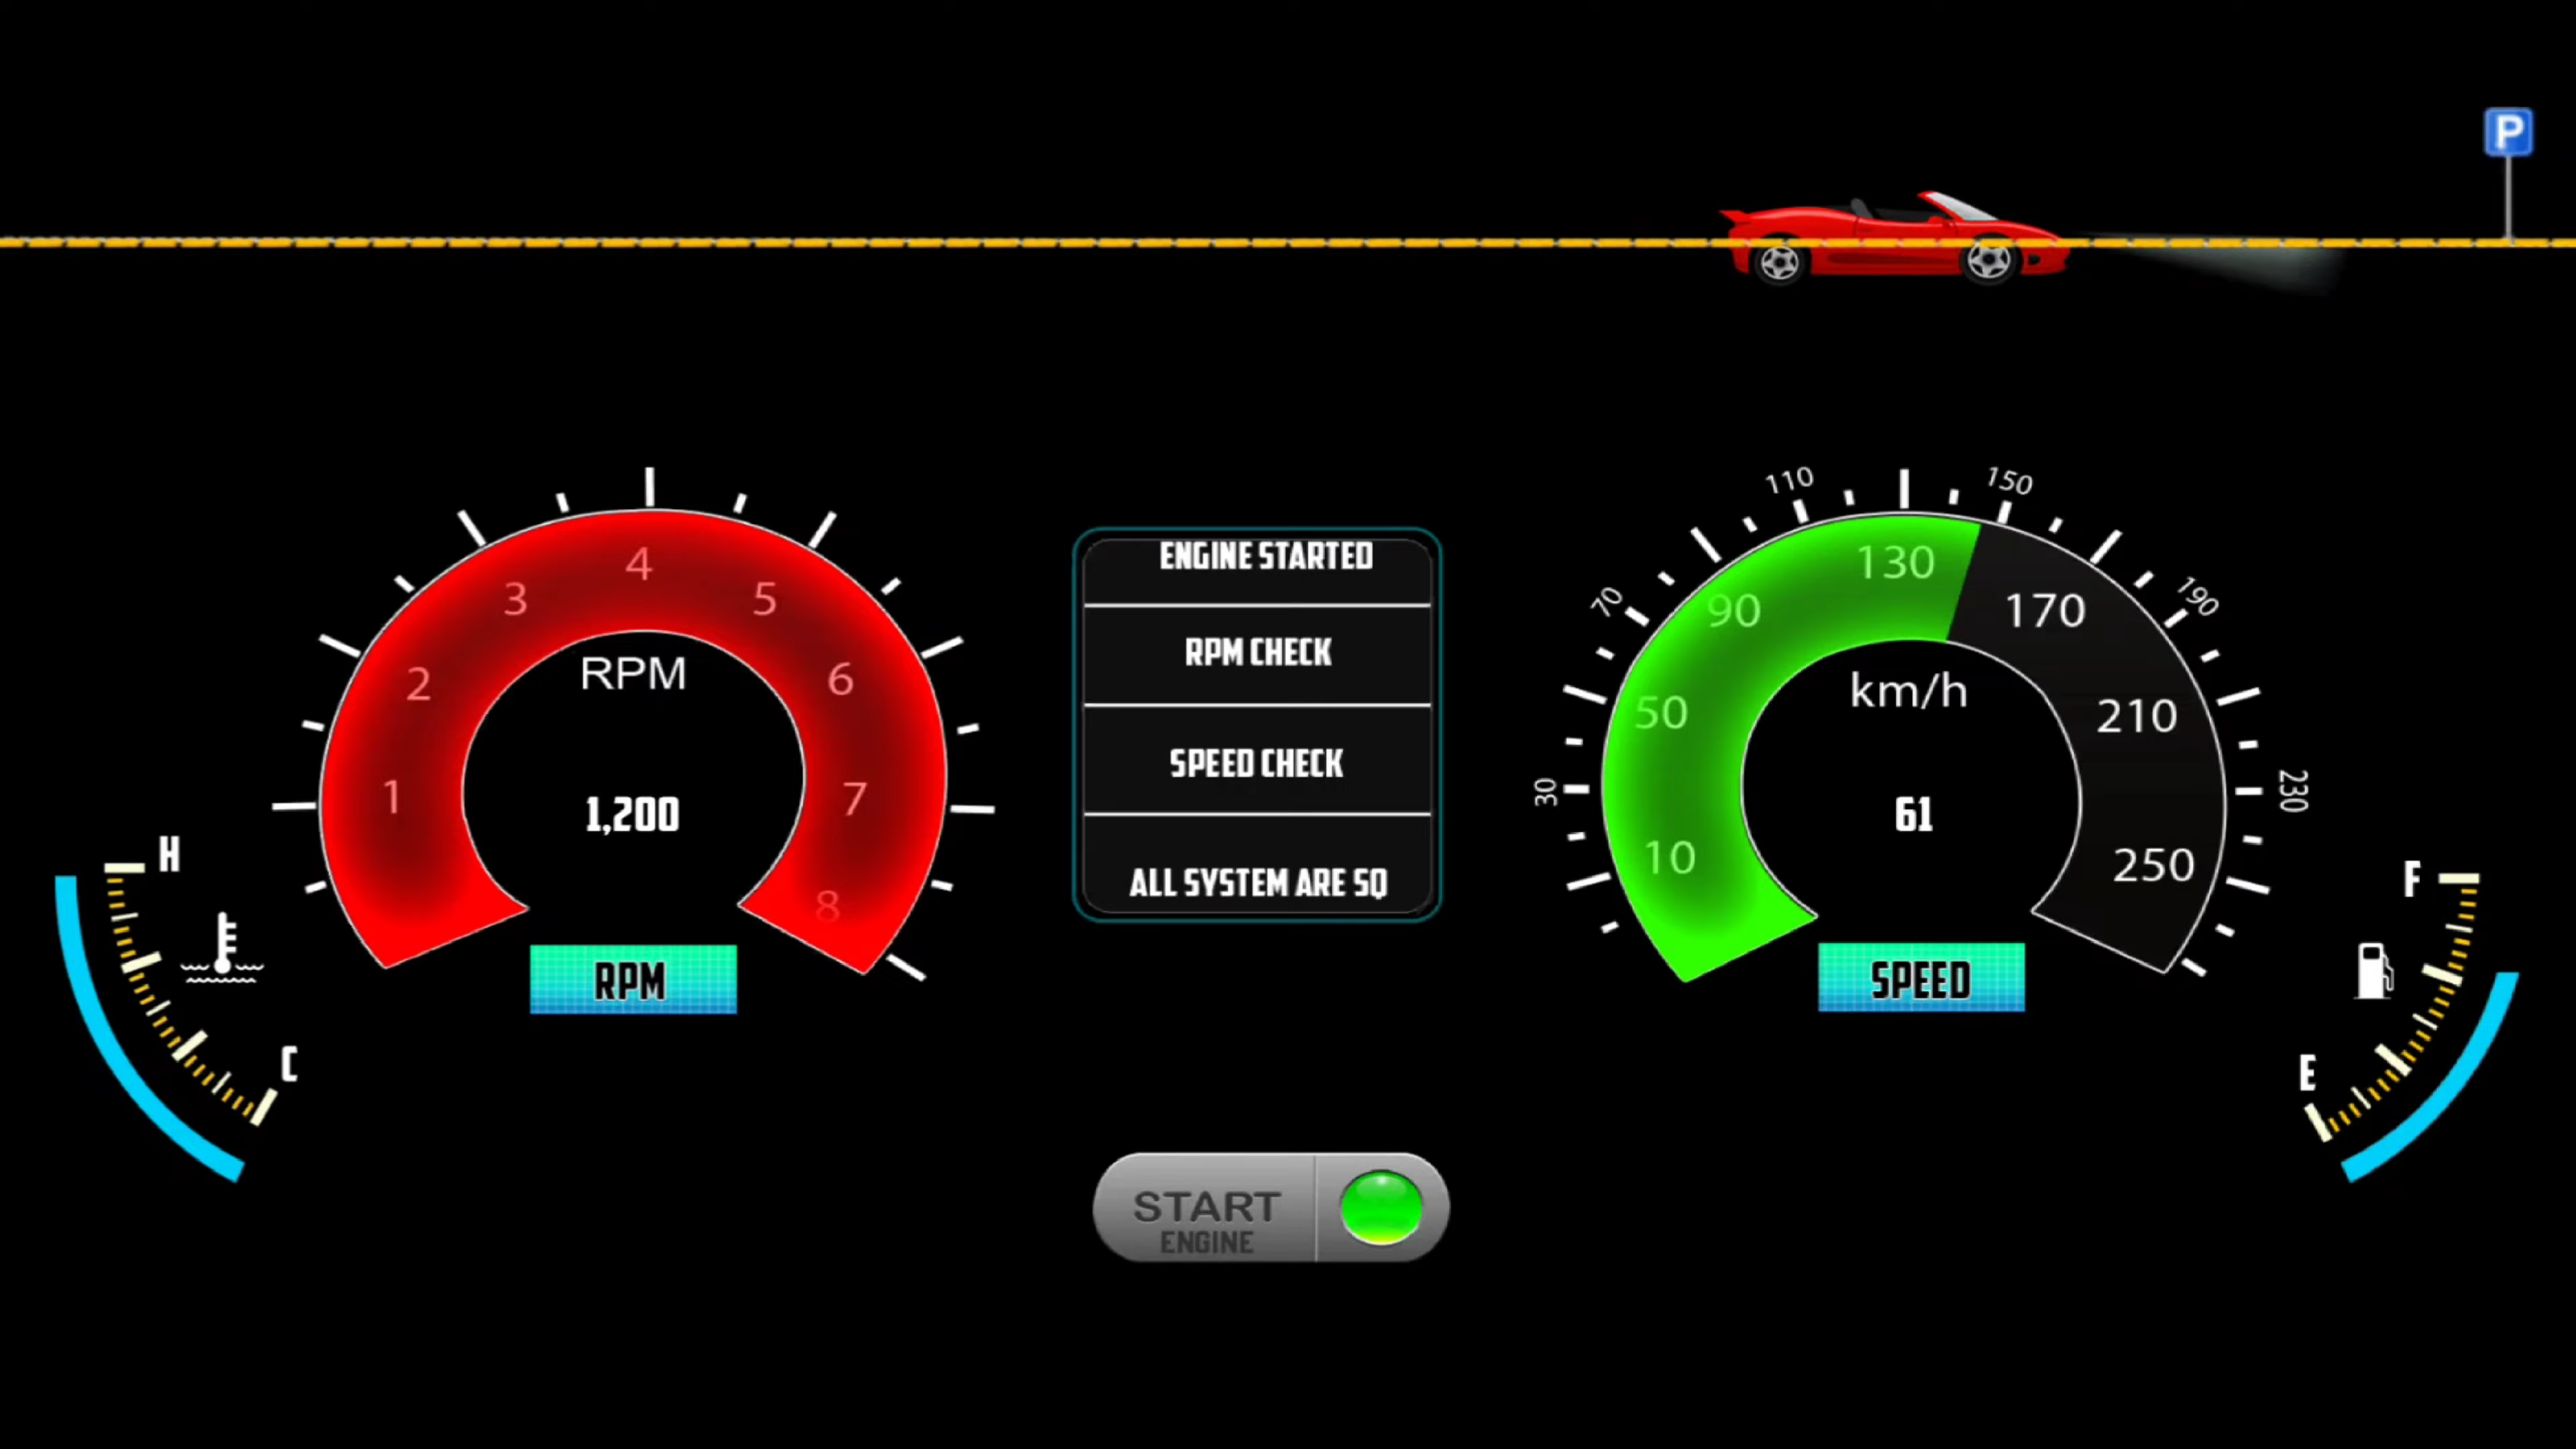 P
110
150
130
4
3
5
90
170
70
190
ENGINE STARTED
RPM CHECK
SPEED CHECK
ALL SYSTEM ARE SQ
RPM
km/h
2
6
50
210
1
7
30
230
1,200
61
H
10
250
F
8
RPM
SPEED
C
E
START
ENGINE